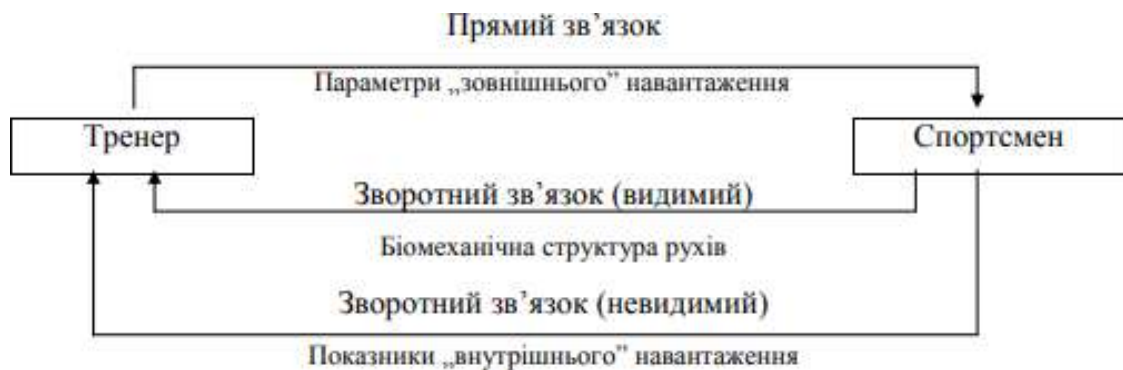 Прямий зв’язок
Параметри „зовнішнього” навантаження
Тренер
Спортсмен
Зворотний зв’язок (видимий)
Біомеханічна структура рухів
Зворотний зв’язок (невидимий)
Показники „внутрішнього” навантаження